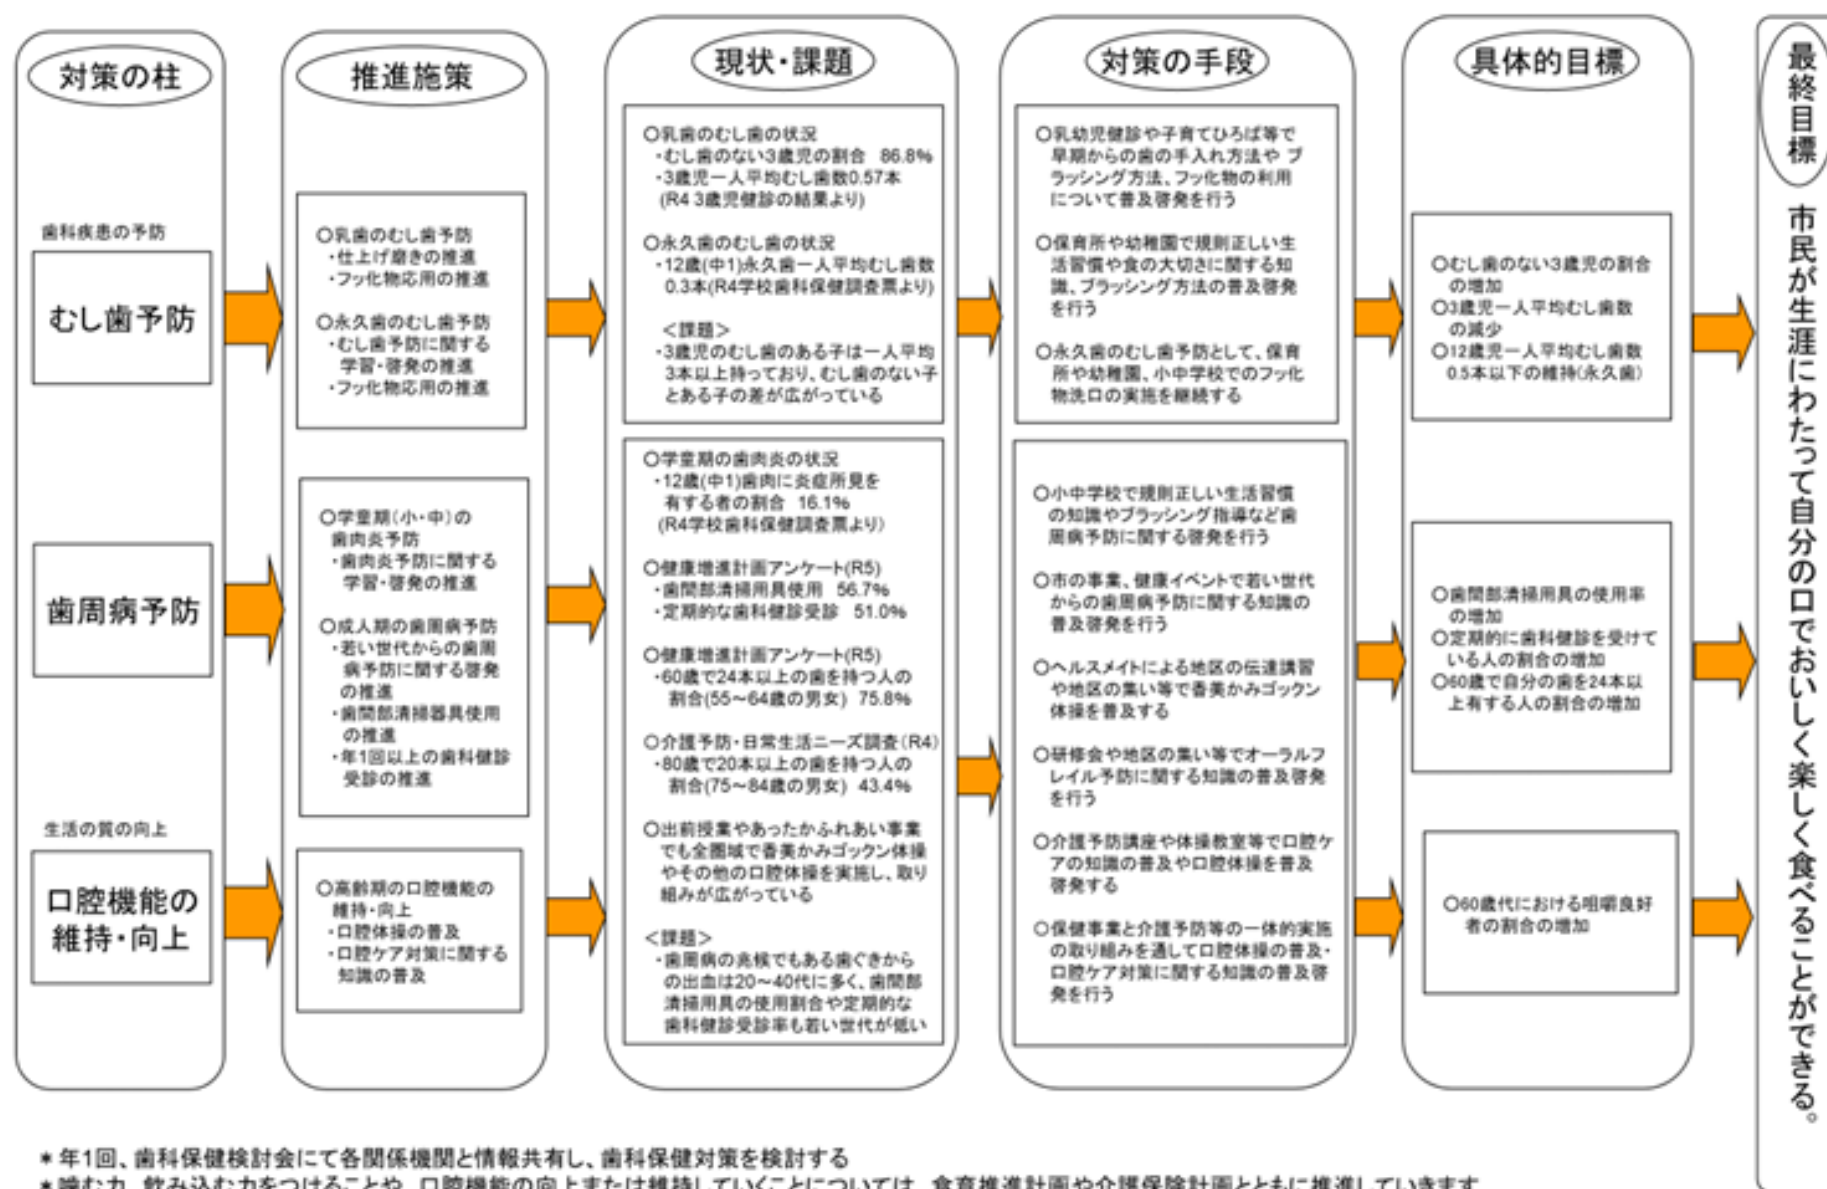 対策の柱
歯科疾患の予防
むし歯予防
歯周病予防
生活の質の向上
口腔機能の
維持・向上
推進施策
○乳歯のむし歯予防
・仕上げ磨きの推進
・フッ化物応用の推進
○永久歯のむし歯予防
・むし歯予防に関する
学習・啓発の推進
・フッ化物応用の推進
○学童期(小・中)の
歯肉炎予防
・歯肉炎予防に関する
学習・啓発の推進
○成人期の歯周病予防
・若い世代からの歯周
病予防に関する啓発
の推進
・歯間部清掃器具使用
の推進
・年1回以上の歯科健診
受診の推進
○高齢期の口腔機能の
維持・向上
・口腔体操の普及
・口腔ケア対策に関する
知識の普及
現状・課題
○乳歯のむし歯の状況
・むし歯のない3歳児の割合 86.8%
・3歳児一人平均むし歯数0.57本
(R4 3歳児健診の結果より)
○永久歯のむし歯の状況
・12歳(中1)永久歯一人平均むし歯数
0.3本(R4学校歯科保健調査票より)
＜課題＞
・3歳児のむし歯のある子は一人平均
3本以上持っており、むし歯のない子
とある子の差が広がっている
○学童期の歯肉炎の状況
・12歳(中1)歯肉に炎症所見を
有する者の割合 16.1%
(R4学校歯科保健調査票より)
○健康増進計画アンケート(R5)
・歯間部清掃用具使用 56.7%
・定期的な歯科健診受診 51.0%
○健康増進計画アンケート(R5)
・60歳で24本以上の歯を持つ人の
割合(55～64歳の男女) 75.8%
○介護予防・日常生活ニーズ調査(R4)
・80歳で20本以上の歯を持つ人の
割合(75～84歳の男女) 43.4%
○出前授業やあったかふれあい事業
でも全圏域で香美かみゴックン体操
やその他の口腔体操を実施し、取り
組みが広がっている
＜課題＞
・歯周病の兆候でもある歯ぐきから
の出血は20～40代に多く、歯間部
清掃用具の使用割合や定期的な
歯科健診受診率も若い世代が低い
対策の手段
○乳幼児健診や子育てひろば等で
早期からの歯の手入れ方法や ブ
ラッシング方法、フッ化物の利用
について普及啓発を行う
○保育所や幼稚園で規則正しい生
活習慣や食の大切さに関する知
識、ブラッシング方法の普及啓発
を行う
○永久歯のむし歯予防として、保育
所や幼稚園、小中学校でのフッ化
物洗口の実施を継続する
○小中学校で規則正しい生活習慣
の知識やブラッシング指導など歯
周病予防に関する啓発を行う
○市の事業、健康イベントで若い世代
からの歯周病予防に関する知識の
普及啓発を行う
○ヘルスメイトによる地区の伝達講習
や地区の集い等で香美かみゴックン
体操を普及する
○研修会や地区の集い等でオーラルフ
レイル予防に関する知識の普及啓発
を行う
○介護予防講座や体操教室等で口腔ケ
アの知識の普及や口腔体操を普及
啓発する
○保健事業と介護予防等の一体的実施
の取り組みを通して口腔体操の普及・
口腔ケア対策に関する知識の普及啓
発を行う
具体的目標
○むし歯のない3歳児の割合
の増加
○3歳児一人平均むし歯数
の減少
○12歳児一人平均むし歯数
0.5本以下の維持(永久歯)
○歯間部清掃用具の使用率
の増加
○定期的に歯科健診を受けて
いる人の割合の増加
○60歳で自分の歯を24本以
上有する人の割合の増加
○60歳代における咀嚼良好
者の割合の増加
最終目標
市民が生涯にわたって自分の口でおいしく楽しく食べることができる。
＊年1回、歯科保健検討会にて各関係機関と情報共有し、歯科保健対策を検討する
＊噛む力、飲み込む力をつけることや、口腔機能の向上または維持していくことについては、食育推進計画や介護保険計画とともに推進していきます